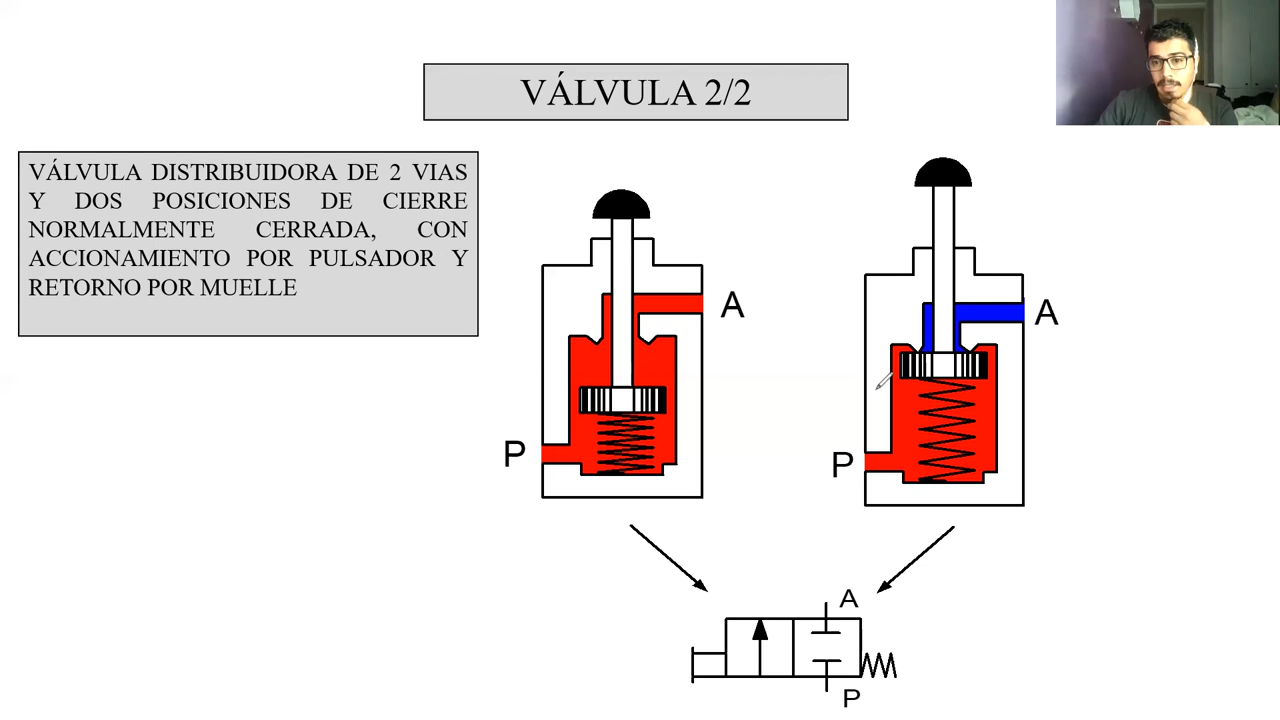 VÁLVULA 2/2
VÁLVULA DISTRIBUIDORA DE 2 VIAS
Y DOS POSICIONES DE CIERRE
NORMALMENTE CERRADA, CON
ACCIONAMIENTO POR PULSADOR Y
RETORNO POR MUELLE
A
P
A
P
A
P